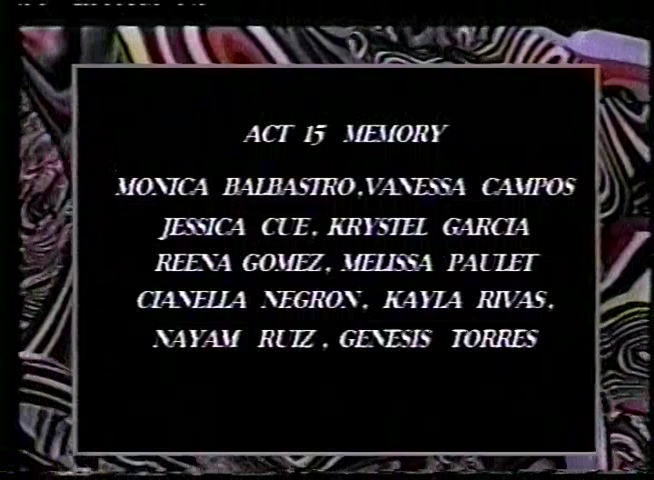 ACT 15 MEMORY
MONICA BALBASTRO, VANESSA CAMPOS
JESSICA CUE, KRYSTEL GARCIA
REENA GOMEZ, MELISSA PAULET
CIANELLA NEGRON, KAYLA RIVAS,
NAYAM RUIZ, GENESIS TORRES